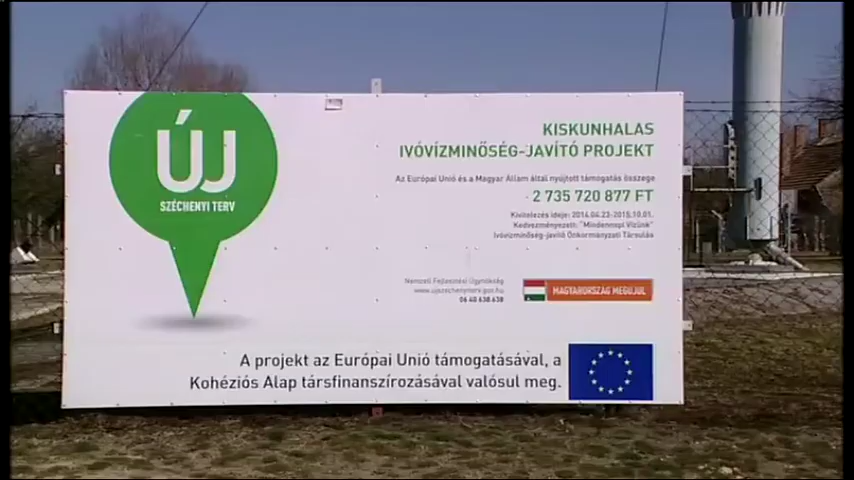 ÚJ
SZÉCHENYI TERV
KISKUNHALAS
IVÓVÍZMINŐSÉG-JAVÍTÓ PROJEKT
Az Európai Unió és a Magyar Állam által nyújtott támogatás összege
2 735 720 877 FT
Kivitelezés ideje: 2014.04.23-2015.10.01.
Kedvezményezett: "Mindennapi Vizünk"
Ivóvízminőség-javító Önkormányzati Társulás
Nemzeti Fejlesztési Ügynökség
www.ujszechenyiterv.gov.hu
06 40 638 638
MAGYARORSZÁG MEGÚJUL
A projekt az Európai Unió támogatásával, a
Kohéziós Alap társfinanszírozásával valósul meg.